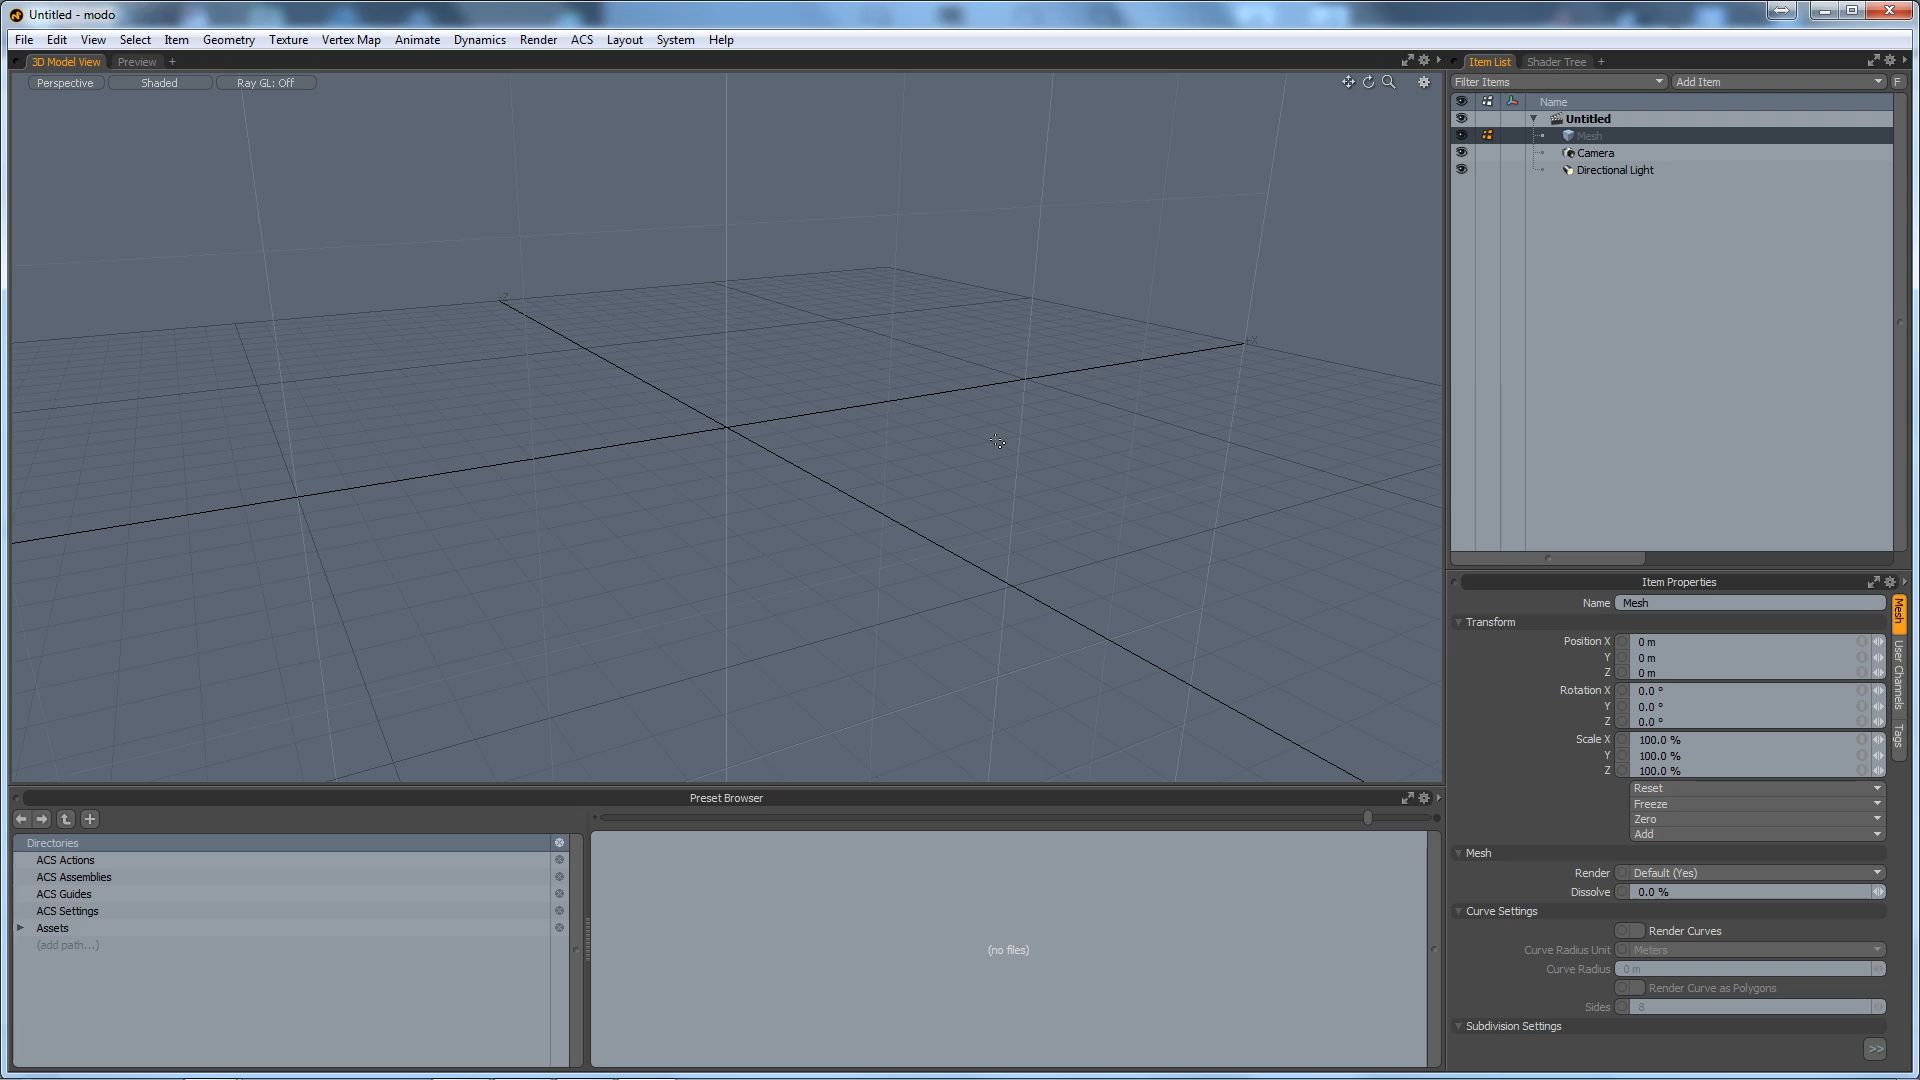 Untitled - modo
File Edit View Select Item Geometry Texture Vertex Map Animate Dynamics Render ACS Layout System Help
3D Model View Preview +
Perspective Shaded Ray GL: Off
-Z
+X
Item List Shader Tree +
Filter Items Add Item F
Name
Untitled
Mesh
Camera
Directional Light
Item Properties
Name Mesh
Transform
Position X 0 m
Y 0 m
Z 0 m
Rotation X 0.0 °
Y 0.0 °
Z 0.0 °
Scale X 100.0 %
Y 100.0 %
Z 100.0 %
Reset
Freeze
Zero
Add
Mesh
Render Default (Yes)
Dissolve 0.0 %
Curve Settings
Render Curves
Curve Radius Unit Meters
Curve Radius 0 m
Render Curve as Polygons
Sides 8
Subdivision Settings
>>
Mesh
User Channels
Tags
Preset Browser
Directories
ACS Actions
ACS Assemblies
ACS Guides
ACS Settings
Assets
(add path...)
(no files)